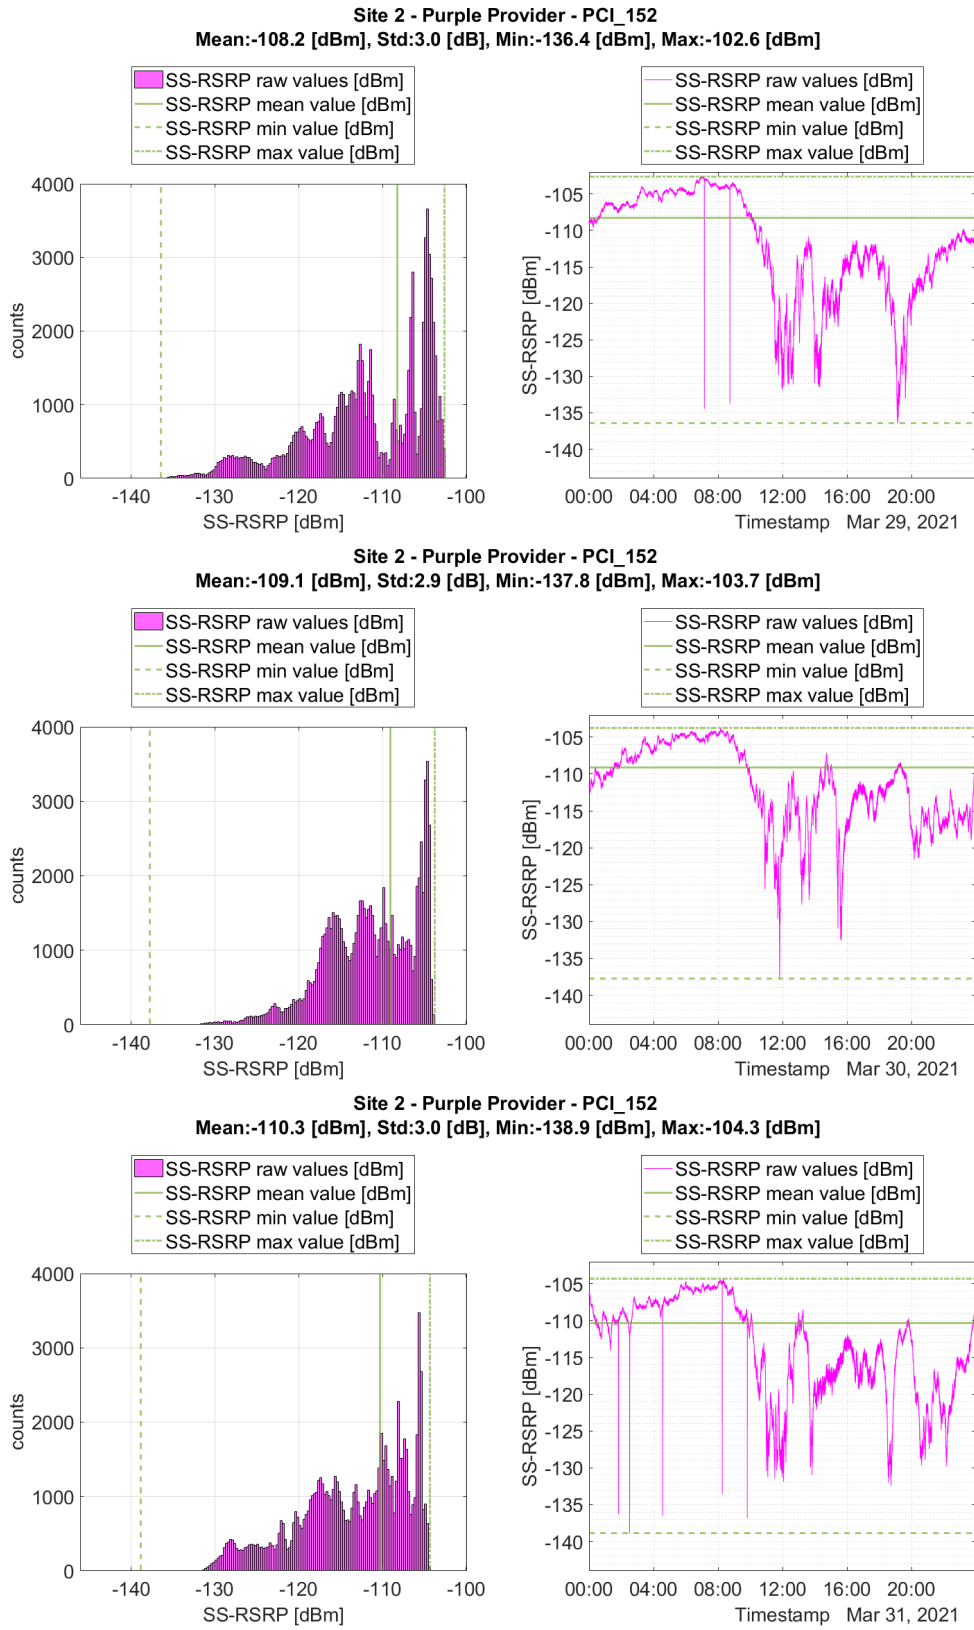 Site 2 - Purple Provider - PCI_152
Mean:-108.2 [dBm], Std:3.0 [dB], Min:-136.4 [dBm], Max:-102.6 [dBm]
SS-RSRP raw values [dBm]
SS-RSRP mean value [dBm]
SS-RSRP min value [dBm]
SS-RSRP max value [dBm]
4000
3000
2000
1000
0
counts
-140
-130
-120
-110
-100
SS-RSRP [dBm]
SS-RSRP raw values [dBm]
SS-RSRP mean value [dBm]
SS-RSRP min value [dBm]
SS-RSRP max value [dBm]
-105
-110
-115
-120
-125
-130
-135
-140
SS-RSRP [dBm]
00:00
04:00
08:00
12:00
16:00
20:00
Timestamp Mar 29, 2021
Site 2 - Purple Provider - PCI_152
Mean:-109.1 [dBm], Std:2.9 [dB], Min:-137.8 [dBm], Max:-103.7 [dBm]
SS-RSRP raw values [dBm]
SS-RSRP mean value [dBm]
SS-RSRP min value [dBm]
SS-RSRP max value [dBm]
4000
3000
2000
1000
0
counts
-140
-130
-120
-110
-100
SS-RSRP [dBm]
SS-RSRP raw values [dBm]
SS-RSRP mean value [dBm]
SS-RSRP min value [dBm]
SS-RSRP max value [dBm]
-105
-110
-115
-120
-125
-130
-135
-140
SS-RSRP [dBm]
00:00
04:00
08:00
12:00
16:00
20:00
Timestamp Mar 30, 2021
Site 2 - Purple Provider - PCI_152
Mean:-110.3 [dBm], Std:3.0 [dB], Min:-138.9 [dBm], Max:-104.3 [dBm]
SS-RSRP raw values [dBm]
SS-RSRP mean value [dBm]
SS-RSRP min value [dBm]
SS-RSRP max value [dBm]
4000
3000
2000
1000
0
counts
-140
-130
-120
-110
-100
SS-RSRP [dBm]
SS-RSRP raw values [dBm]
SS-RSRP mean value [dBm]
SS-RSRP min value [dBm]
SS-RSRP max value [dBm]
-105
-110
-115
-120
-125
-130
-135
-140
SS-RSRP [dBm]
00:00
04:00
08:00
12:00
16:00
20:00
Timestamp Mar 31, 2021